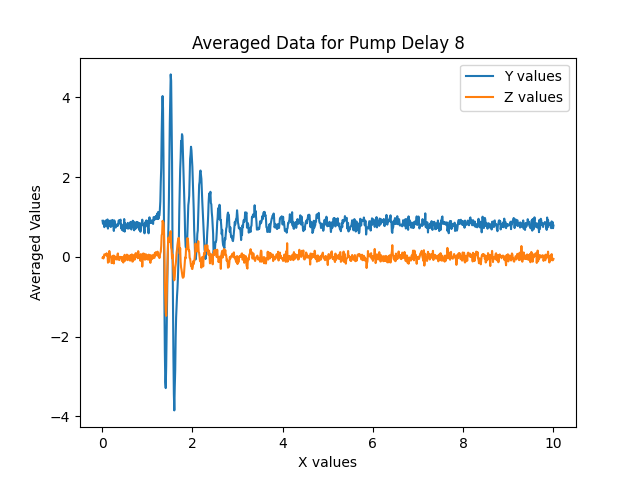 Averaged Data for Pump Delay 8
Y values
Z values
Averaged Values
4
2
0
−2
−4
0
2
4
6
8
10
X values